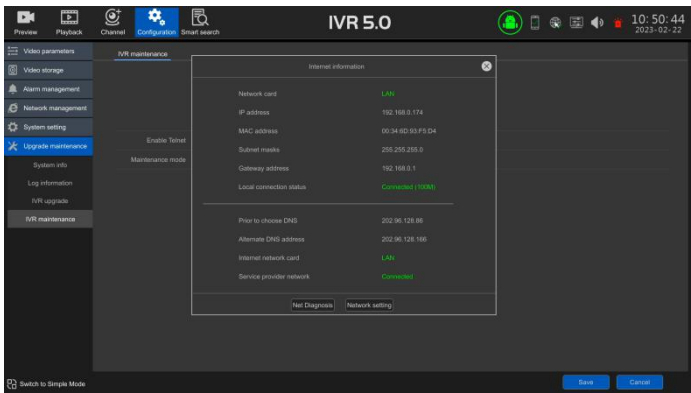 IVR 5.0
10:50:44
2023-02-22
Preview Playback Channel Configuration Smart search
Video parameters
Video storage
Alarm management
Network management
System setting
Upgrade maintenance
System info
Log information
IVR upgrade
IVR maintenance
IVR maintenance
Enable Telnet
Maintenance mode
Internet information
Network card LAN
IP address 192.168.0.174
MAC address 00:34:6D:93:F5:D4
Subnet masks 255.255.255.0
Gateway address 192.168.0.1
Local connection status Connected (100M)
Prior to choose DNS 202.96.128.86
Alternate DNS address 202.96.128.166
Internet network card LAN
Service provider network Connected
Net Diagnosis Network setting
Switch to Simple Mode
Save Cancel